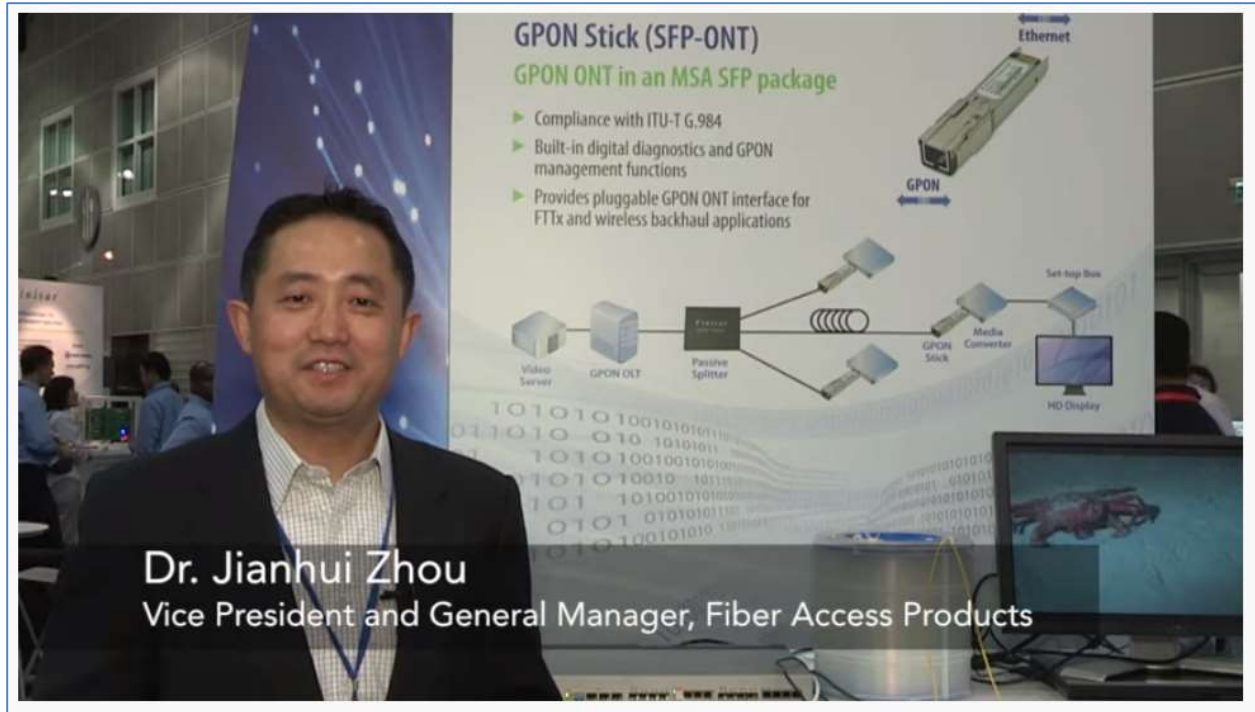 GPON Stick (SFP-ONT)
GPON ONT in an MSA SFP package
Compliance with ITU-T G.984
Built-in digital diagnostics and GPON
management functions
Provides pluggable GPON ONT interface for
FTTx and wireless backhaul applications
Ethernet
GPON
Finisar
Video
Server
GPON OLT
Finisar
Passive
Splitter
GPON
Stick
Media
Converter
Set-top Box
HD Display
Dr. Jianhui Zhou
Vice President and General Manager, Fiber Access Products